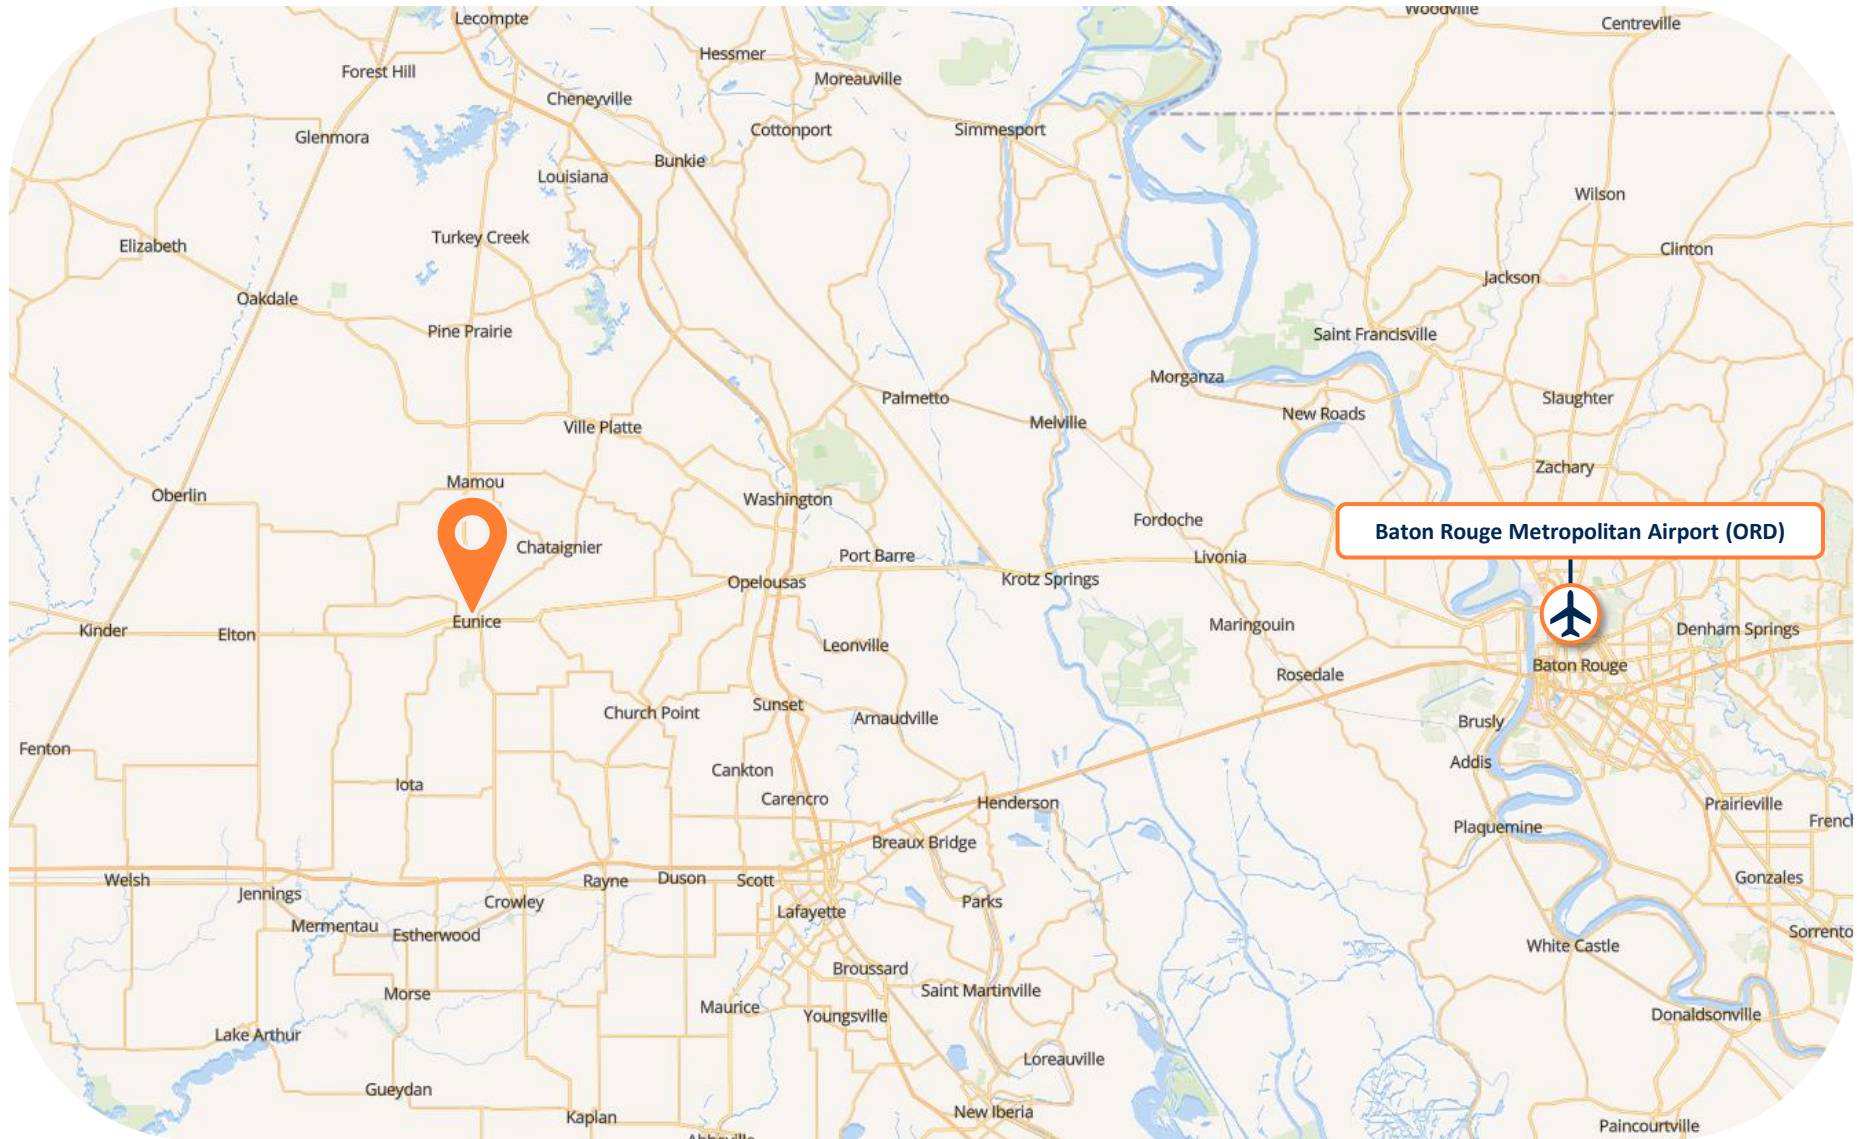 Lecompte
Woodville
Centreville
Hessmer
Forest Hill
Moreauville
Cheneyville
Glenmora
Cottonport
Simmesport
Bunkie
Louisiana
Wilson
Elizabeth
Turkey Creek
Clinton
Jackson
Oakdale
Pine Prairie
Saint Francisville
Morganza
Palmetto
Slaughter
New Roads
Ville Platte
Melville
Zachary
Mamou
Oberlin
Washington
Fordoche
Baton Rouge Metropolitan Airport (ORD)
Chataignier
Port Barre
Livonia
Opelousas
Krotz Springs
Eunice
Kinder
Elton
Maringouin
Denham Springs
Leonville
Baton Rouge
Rosedale
Sunset
Church Point
Arnaudville
Brusly
Fenton
Addis
Cankton
Iota
Carencro
Henderson
Prairieville
French
Plaquemine
Breaux Bridge
Welsh
Rayne
Duson
Scott
Gonzales
Jennings
Crowley
Parks
Lafayette
Mermentau
Estherwood
Sorrento
White Castle
Broussard
Saint Martinville
Morse
Maurice
Youngsville
Donaldsonville
Lake Arthur
Loreauville
Gueydan
New Iberia
Kaplan
Paincourtville